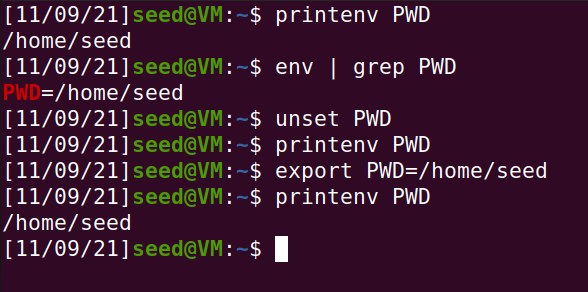 [11/09/21]seed@VM:~$ printenv PWD
/home/seed
[11/09/21]seed@VM:~$ env | grep PWD
PWD=/home/seed
[11/09/21]seed@VM:~$ unset PWD
[11/09/21]seed@VM:~$ printenv PWD
[11/09/21]seed@VM:~$ export PWD=/home/seed
[11/09/21]seed@VM:~$ printenv PWD
/home/seed
[11/09/21]seed@VM:~$